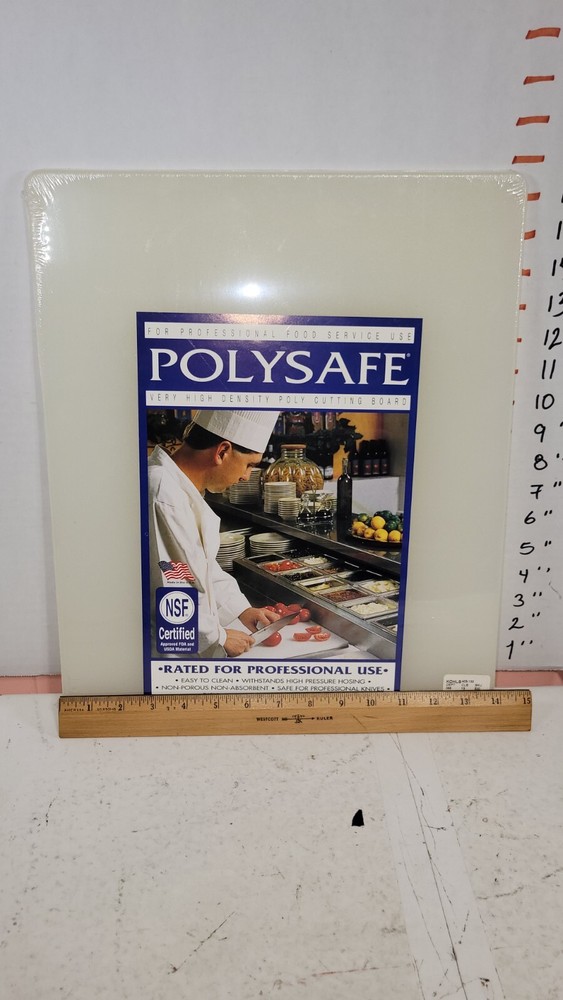 FOR PROFESSIONAL FOOD SERVICE USE
POLYSAFE®
VERY HIGH DENSITY POLY CUTTING BOARD
NSF
Certified
Approved FDA and
USDA Material
•RATED FOR PROFESSIONAL USE•
• EASY TO CLEAN • WITHSTANDS HIGH PRESSURE HOSING •
• NON-POROUS NON-ABSORBENT • SAFE FOR PROFESSIONAL KNIVES •
1 2 3 4 5 6 7 8 9 10 11 12 13 14 15
WESTCOTT RULER
14
13
12
11
10
9"
8"
7"
6"
5"
4"
3"
2"
1"